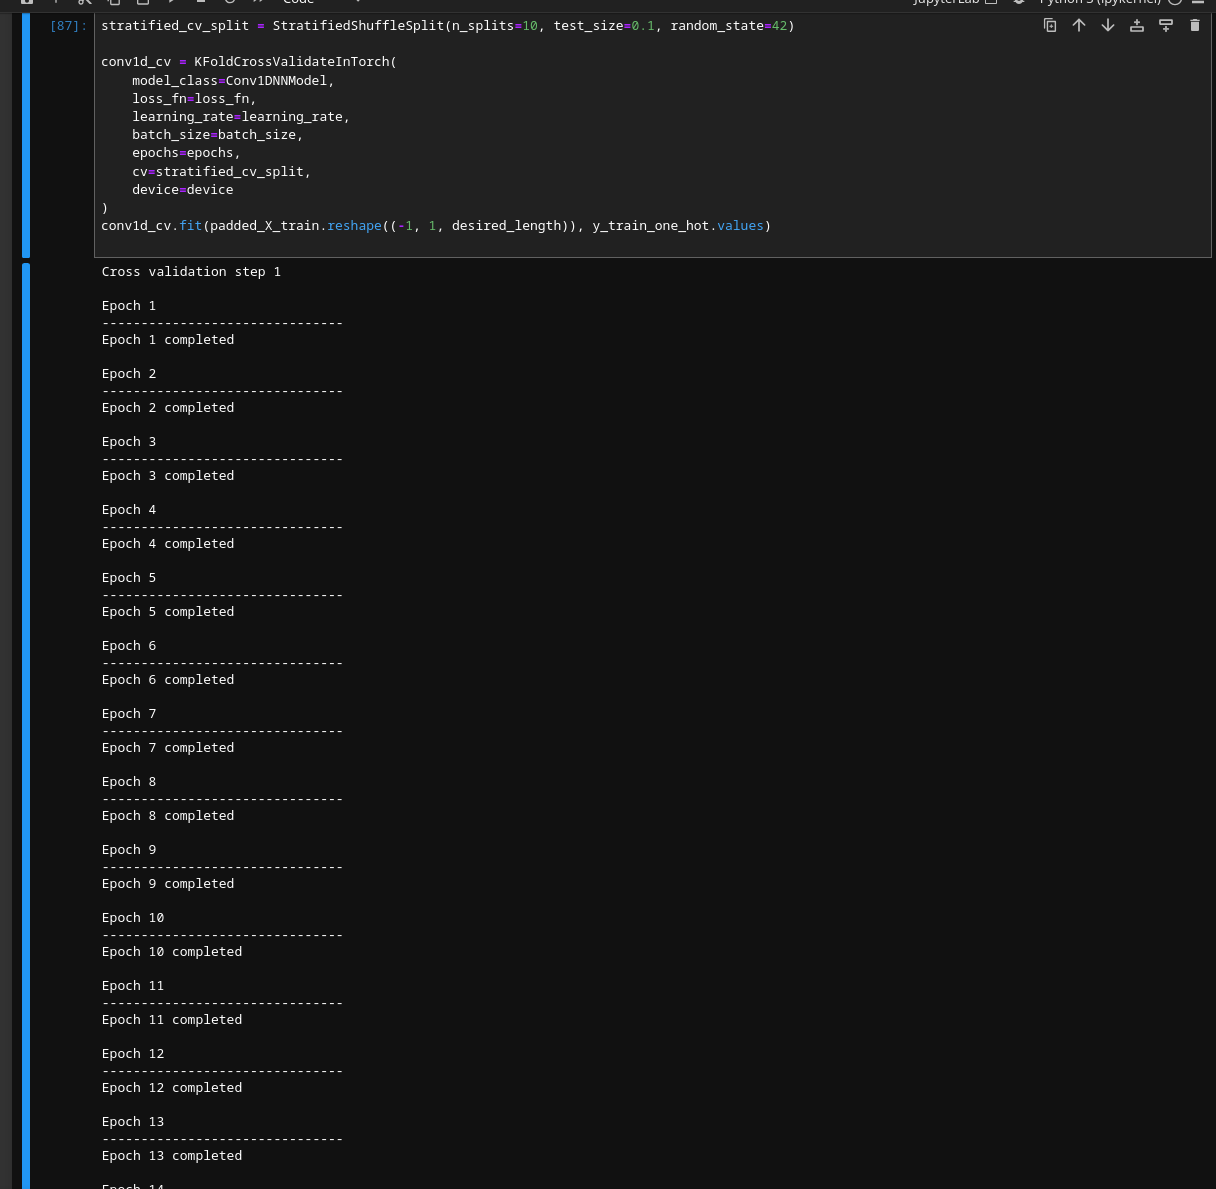 Code
JupyterLab
Python 3 (ipykernel)
[87]:
stratified_cv_split = StratifiedShuffleSplit(n_splits=10, test_size=0.1, random_state=42)
conv1d_cv = KFoldCrossValidateInTorch(
model_class=Conv1DNNModel,
loss_fn=loss_fn,
learning_rate=learning_rate,
batch_size=batch_size,
epochs=epochs,
cv=stratified_cv_split,
device=device
)
conv1d_cv.fit(padded_X_train.reshape((-1, 1, desired_length)), y_train_one_hot.values)
Cross validation step 1
Epoch 1
-------------------------------
Epoch 1 completed
Epoch 2
-------------------------------
Epoch 2 completed
Epoch 3
-------------------------------
Epoch 3 completed
Epoch 4
-------------------------------
Epoch 4 completed
Epoch 5
-------------------------------
Epoch 5 completed
Epoch 6
-------------------------------
Epoch 6 completed
Epoch 7
-------------------------------
Epoch 7 completed
Epoch 8
-------------------------------
Epoch 8 completed
Epoch 9
-------------------------------
Epoch 9 completed
Epoch 10
-------------------------------
Epoch 10 completed
Epoch 11
-------------------------------
Epoch 11 completed
Epoch 12
-------------------------------
Epoch 12 completed
Epoch 13
-------------------------------
Epoch 13 completed
Epoch 14